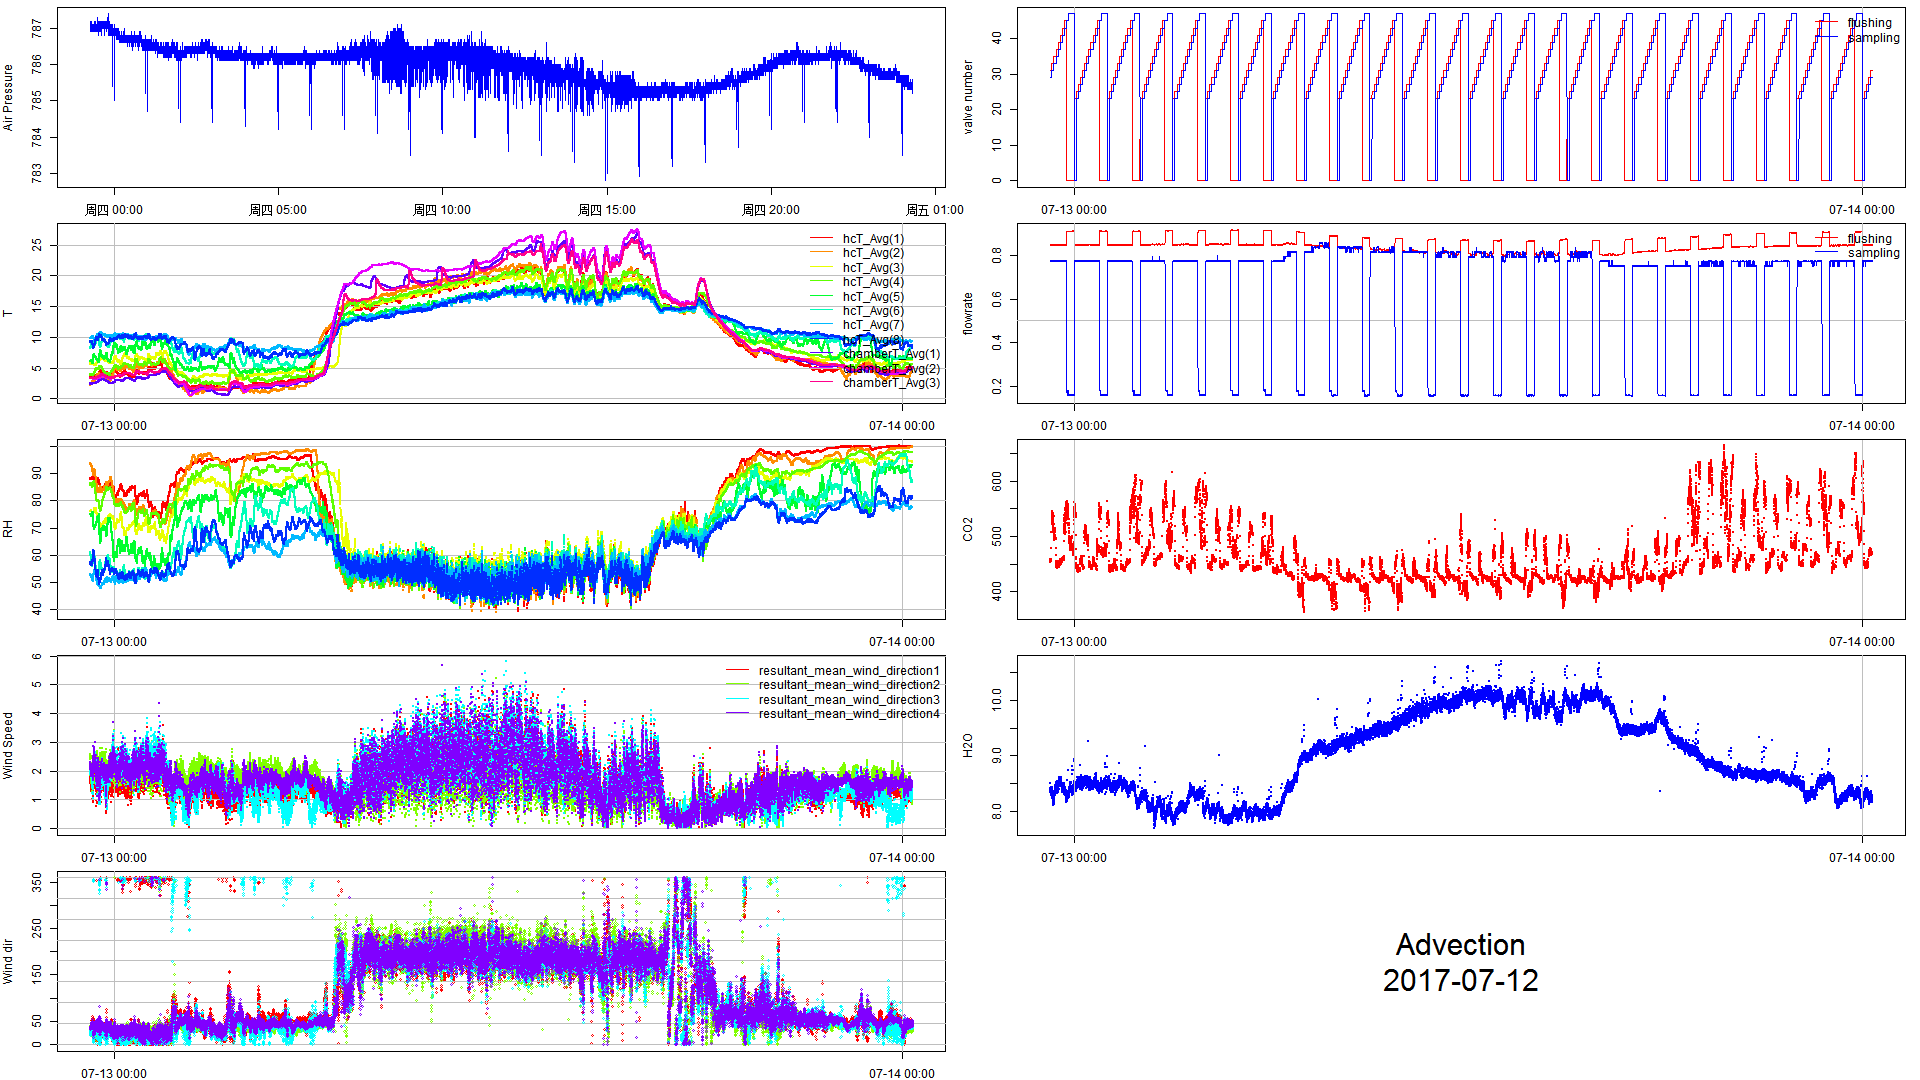 Air Pressure
787
786
785
784
783
周四 00:00 周四 05:00 周四 10:00 周四 15:00 周四 20:00 周五 01:00
valve number
40
30
20
10
0
flushing
sampling
07-13 00:00 07-14 00:00
T
25
20
15
10
5
0
hcT_Avg(1)
hcT_Avg(2)
hcT_Avg(3)
hcT_Avg(4)
hcT_Avg(5)
hcT_Avg(6)
hcT_Avg(7)
hcT_Avg(8)
chamberT_Avg(1)
chamberT_Avg(2)
chamberT_Avg(3)
07-13 00:00 07-14 00:00
flowrate
0.8
0.6
0.4
0.2
flushing
sampling
07-13 00:00 07-14 00:00
RH
90
80
70
60
50
40
07-13 00:00 07-14 00:00
CO2
600
500
400
07-13 00:00 07-14 00:00
Wind Speed
6
5
4
3
2
1
0
resultant_mean_wind_direction1
resultant_mean_wind_direction2
resultant_mean_wind_direction3
resultant_mean_wind_direction4
07-13 00:00 07-14 00:00
H2O
10.0
9.0
8.0
07-13 00:00 07-14 00:00
Wind dir
350
250
150
50
0
07-13 00:00 07-14 00:00
Advection
2017-07-12